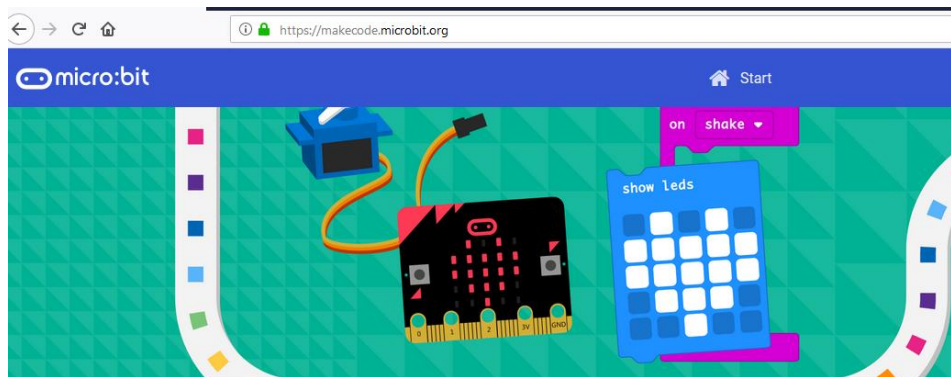 https://makecode.microbit.org
micro:bit
Start
on shake
show leds
0 1 2 3V GND